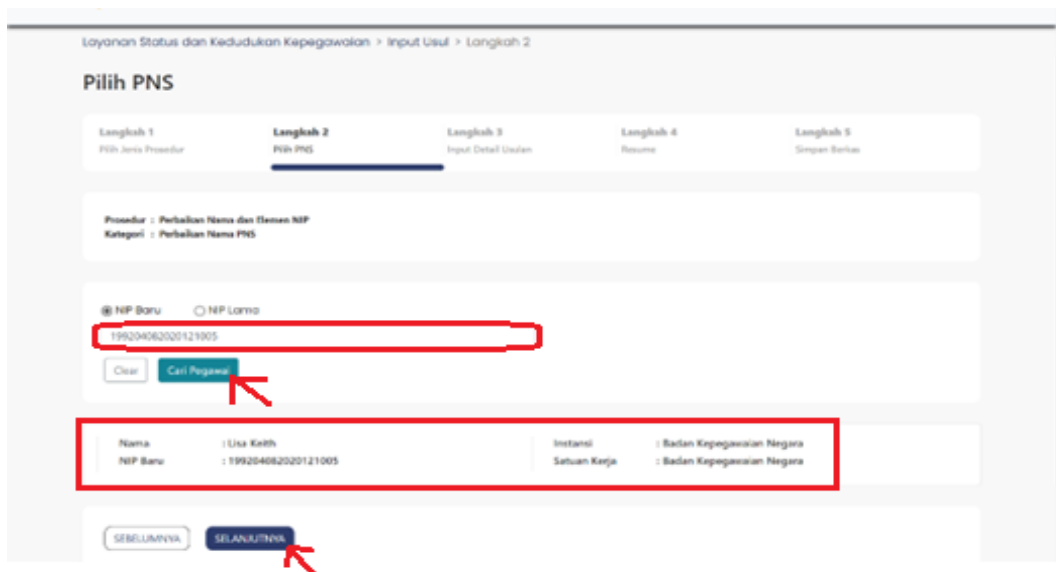 Layanan Status dan Kedudukan Kepegawaian > Input Usul > Langkah 2
Pilih PNS
Langkah 1 Langkah 2 Langkah 3 Langkah 4 Langkah 5
Pilih Jenis Prosedur Pilih PNS Input Detail Usulan Resume Simpan Berkas
Prosedur : Perbaikan Nama dan Elemen NIP
Kategori : Perbaikan Nama PNS
NIP Baru NIP Lama
199204082020121005
Clear Cari Pegawai
Nama : Lisa Keith Instansi : Badan Kepegawaian Negara
NIP Baru : 199204082020121005 Satuan Kerja : Badan Kepegawaian Negara
SEBELUMNYA SELANJUTNYA